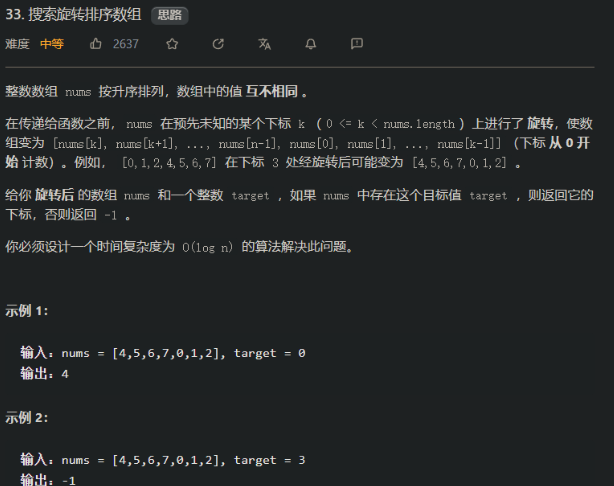 33. 搜索旋转排序数组 思路
难度 中等 2637
整数数组 nums 按升序排列，数组中的值 互不相同 。
在传递给函数之前，nums 在预先未知的某个下标 k（0 <= k < nums.length）上进行了 旋转，使数
组变为 [nums[k], nums[k+1], ..., nums[n-1], nums[0], nums[1], ..., nums[k-1]]（下标 从 0 开
始 计数）。例如， [0,1,2,4,5,6,7] 在下标 3 处经旋转后可能变为 [4,5,6,7,0,1,2] 。
给你 旋转后 的数组 nums 和一个整数 target ，如果 nums 中存在这个目标值 target ，则返回它的
下标，否则返回 -1 。
你必须设计一个时间复杂度为 O(log n) 的算法解决此问题。
示例 1：
输入：nums = [4,5,6,7,0,1,2], target = 0
输出：4
示例 2：
输入：nums = [4,5,6,7,0,1,2], target = 3
输出：-1